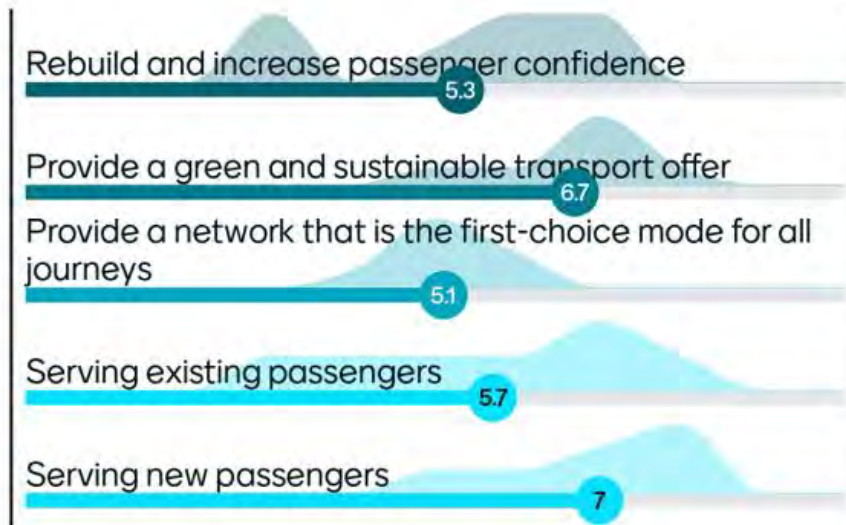 Rebuild and increase passenger confidence
5.3
Provide a green and sustainable transport offer
6.7
Provide a network that is the first-choice mode for all
journeys
5.1
Serving existing passengers
5.7
Serving new passengers
7